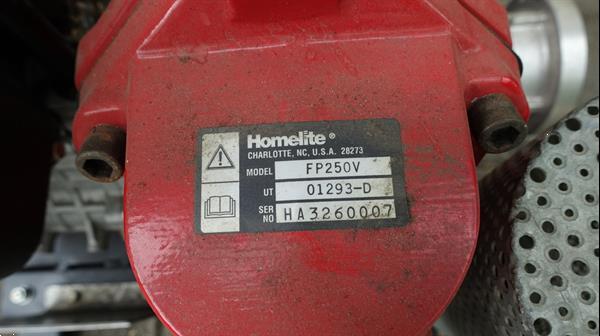 Homelite®
CHARLOTTE, NC, U.S.A. 28273
MODEL FP250V
UT 01293-D
SER NO HA3260007